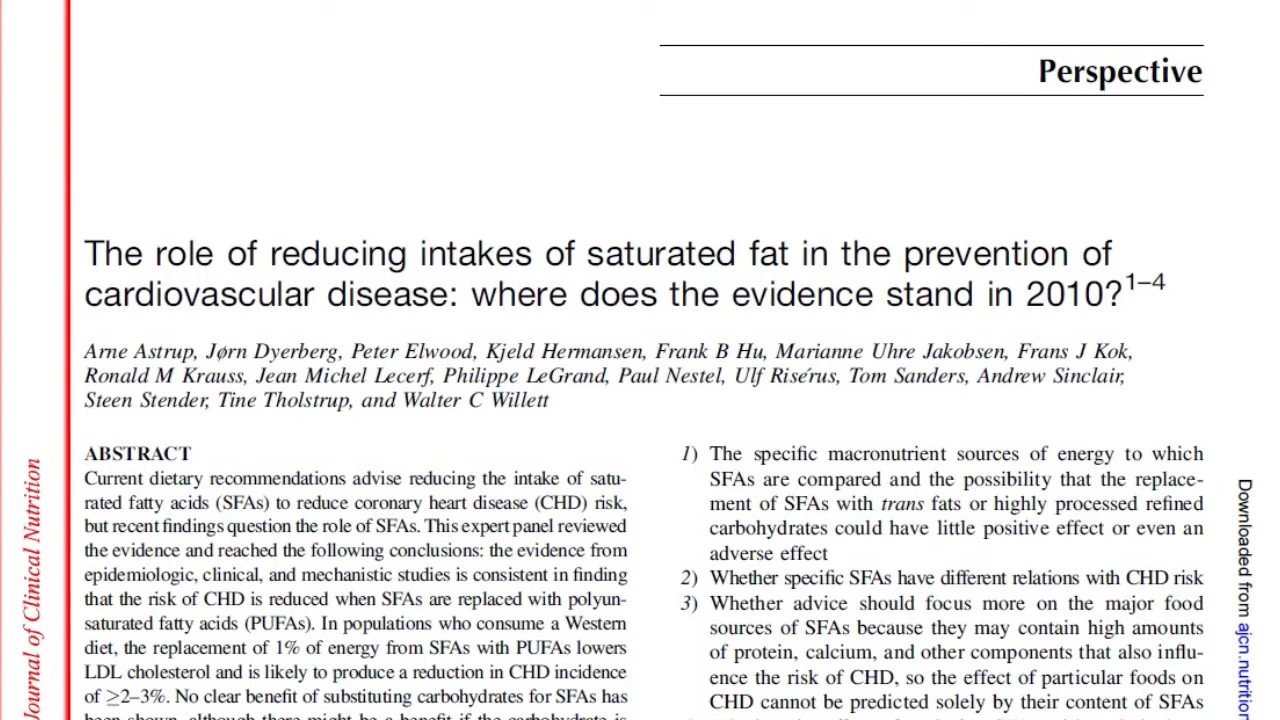 Perspective
The role of reducing intakes of saturated fat in the prevention of
cardiovascular disease: where does the evidence stand in 2010?1–4
Arne Astrup, Jørn Dyerberg, Peter Elwood, Kjeld Hermansen, Frank B Hu, Marianne Uhre Jakobsen, Frans J Kok,
Ronald M Krauss, Jean Michel Lecerf, Philippe LeGrand, Paul Nestel, Ulf Risérus, Tom Sanders, Andrew Sinclair,
Steen Stender, Tine Tholstrup, and Walter C Willett
ABSTRACT
Current dietary recommendations advise reducing the intake of satu-
rated fatty acids (SFAs) to reduce coronary heart disease (CHD) risk,
but recent findings question the role of SFAs. This expert panel reviewed
the evidence and reached the following conclusions: the evidence from
epidemiologic, clinical, and mechanistic studies is consistent in finding
that the risk of CHD is reduced when SFAs are replaced with polyun-
saturated fatty acids (PUFAs). In populations who consume a Western
diet, the replacement of 1% of energy from SFAs with PUFAs lowers
LDL cholesterol and is likely to produce a reduction in CHD incidence
of ≥2–3%. No clear benefit of substituting carbohydrates for SFAs has
been shown, although there might be a benefit if the carbohydrate is
1) The specific macronutrient sources of energy to which
SFAs are compared and the possibility that the replace-
ment of SFAs with trans fats or highly processed refined
carbohydrates could have little positive effect or even an
adverse effect
2) Whether specific SFAs have different relations with CHD risk
3) Whether advice should focus more on the major food
sources of SFAs because they may contain high amounts
of protein, calcium, and other components that also influ-
ence the risk of CHD, so the effect of particular foods on
CHD cannot be predicted solely by their content of SFAs
Journal of Clinical Nutrition
Downloaded from ajcn.nutrition